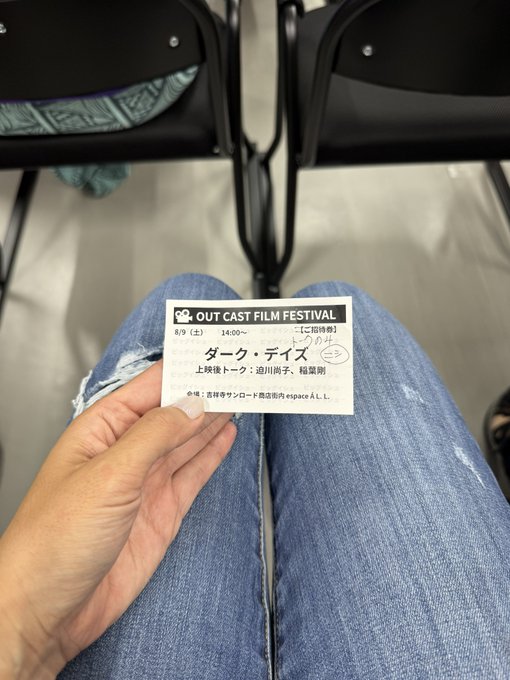 OUT CAST FILM FESTIVAL
8/9（土） 14:00〜 【ご招待券】
トークのみ
ダーク・デイズ
ニシ
上映後トーク：迫川尚子、稲葉剛
会場：吉祥寺サンロード商店街内 espace Á L. L.